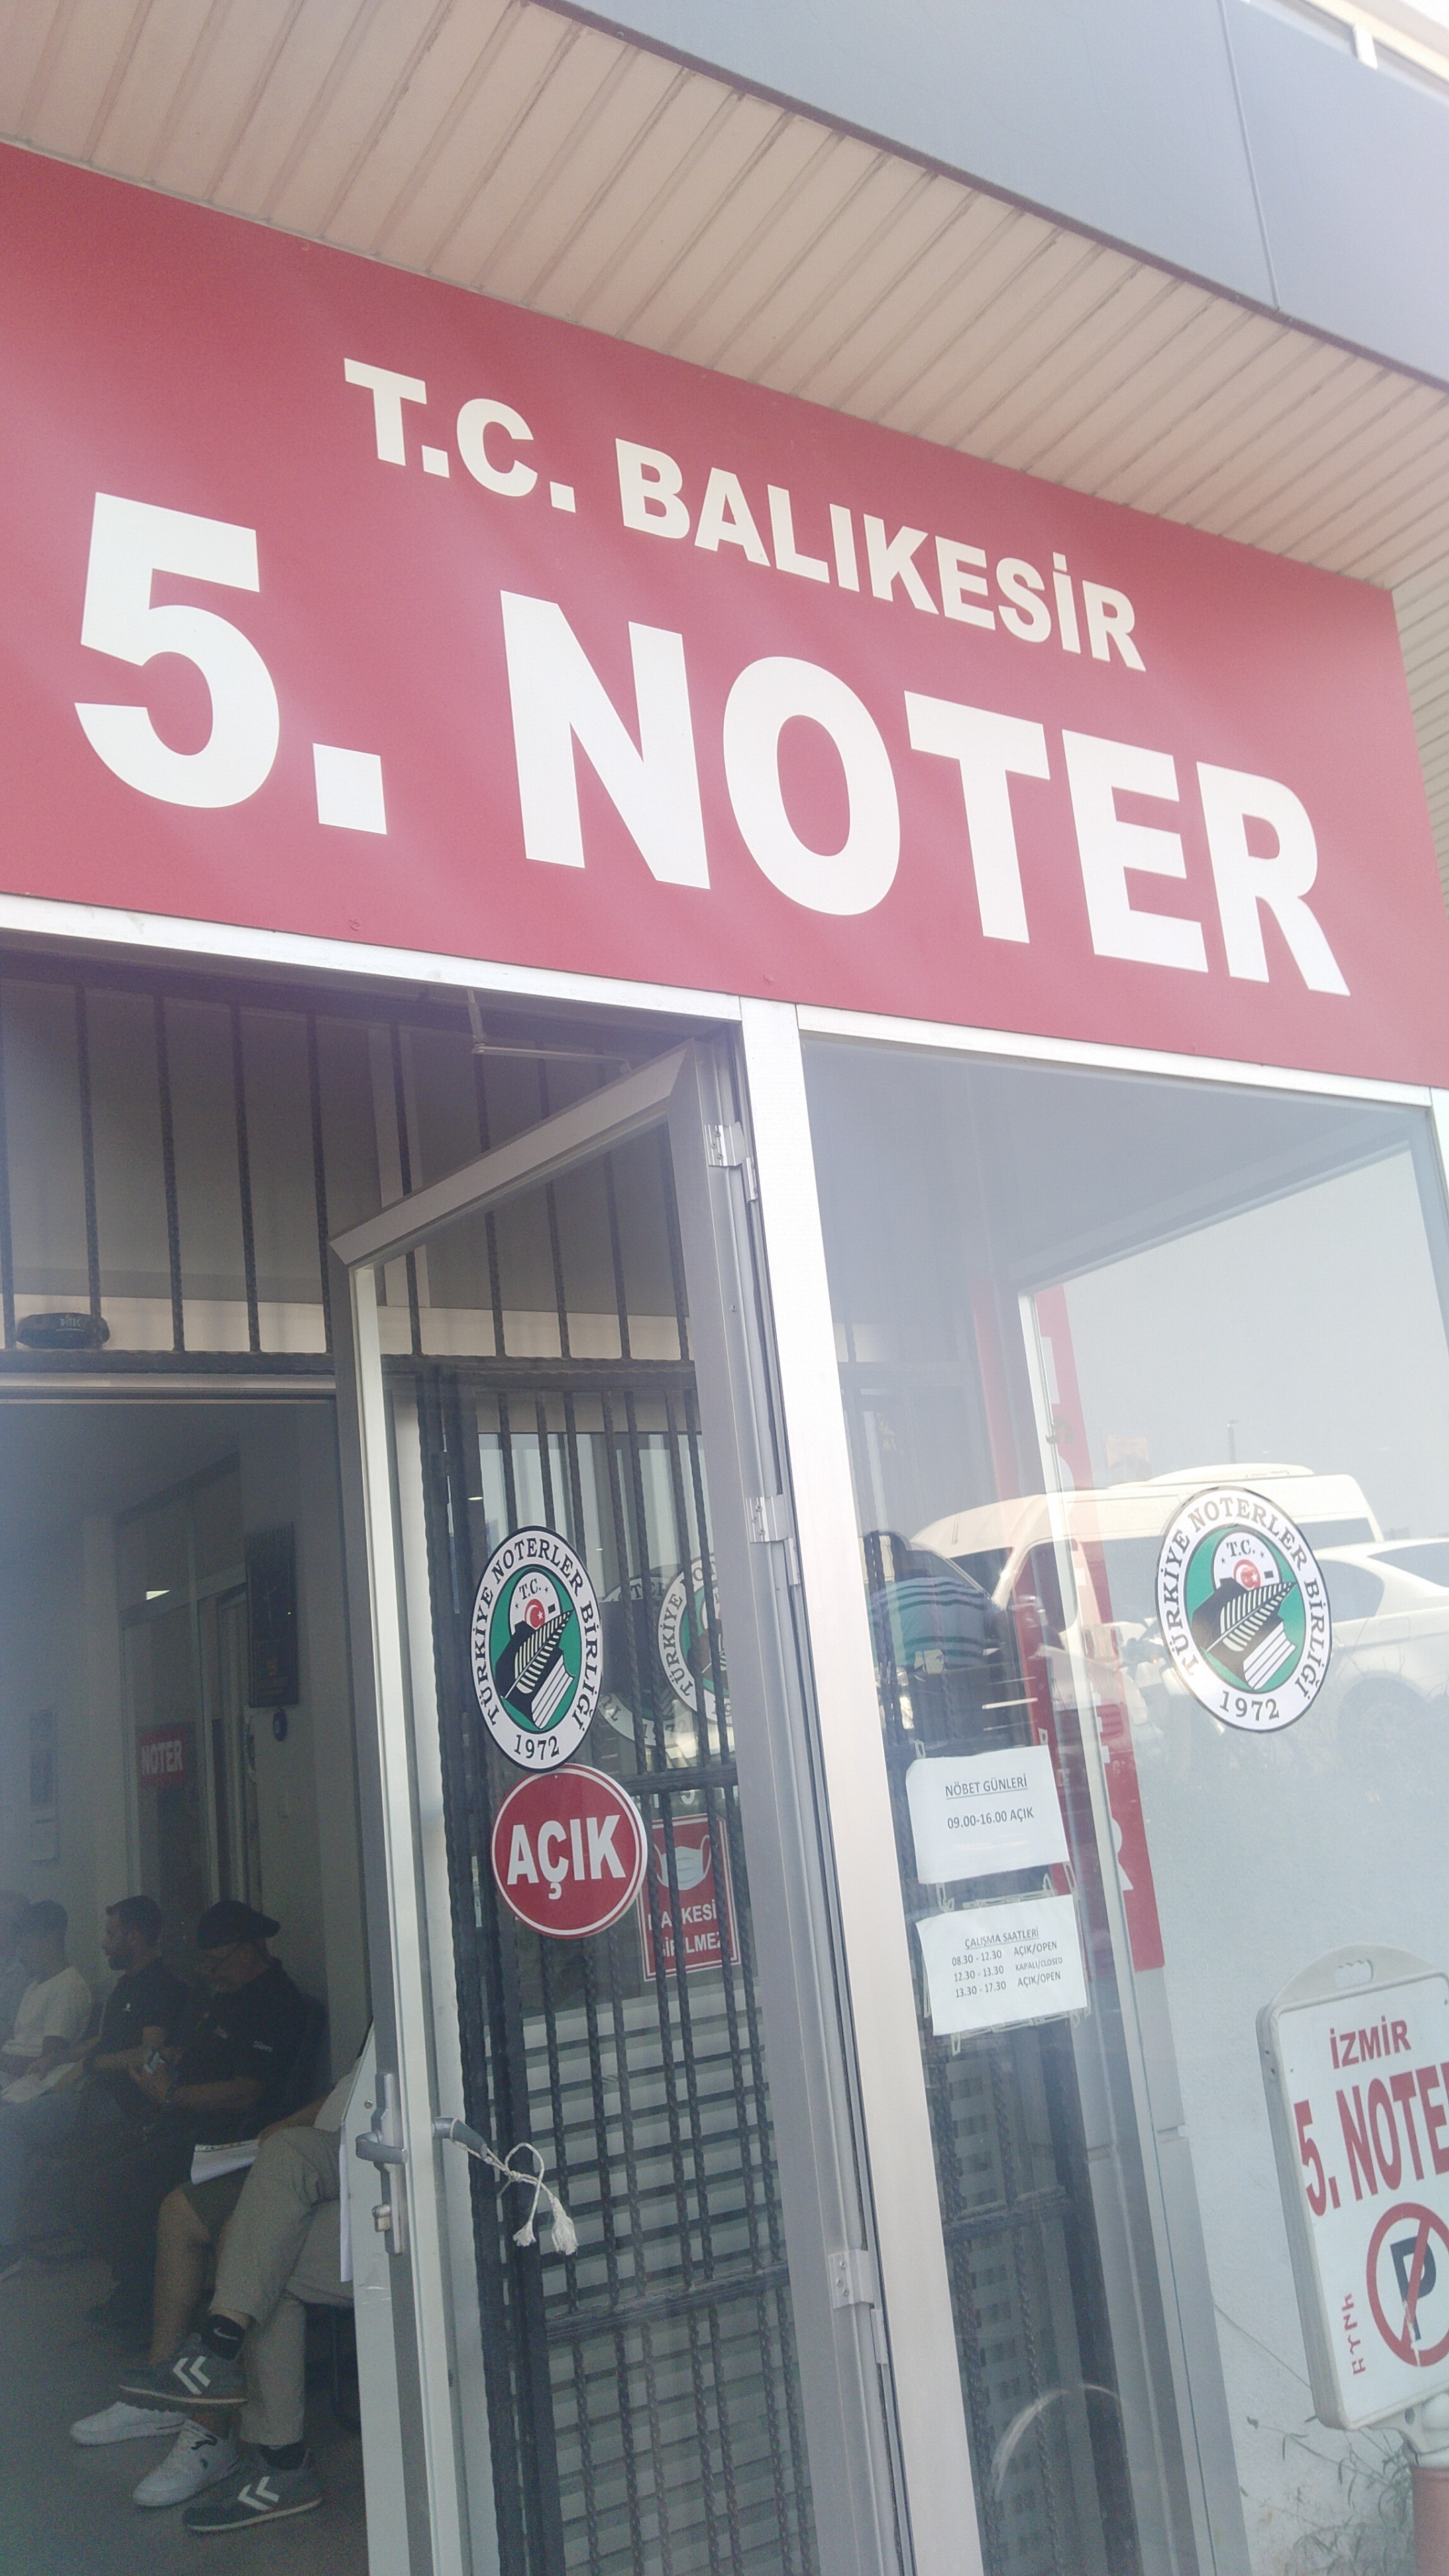 T.C. BALIKESİR
5. NOTER
TÜRKİYE NOTERLER BİRLİĞİ
T.C.
1972
AÇIK
NOTER
TÜRKİYE NOTERLER BİRLİĞİ
T.C.
1972
NÖBET GÜNLERİ
09.00-16.00 AÇIK
ÇALIŞMA SAATLERİ
08.30 - 12.30 AÇIK/OPEN
12.30 - 13.30 KAPALI/CLOSED
13.30 - 17.30 AÇIK/OPEN
İZMİR
5. NOTE
P